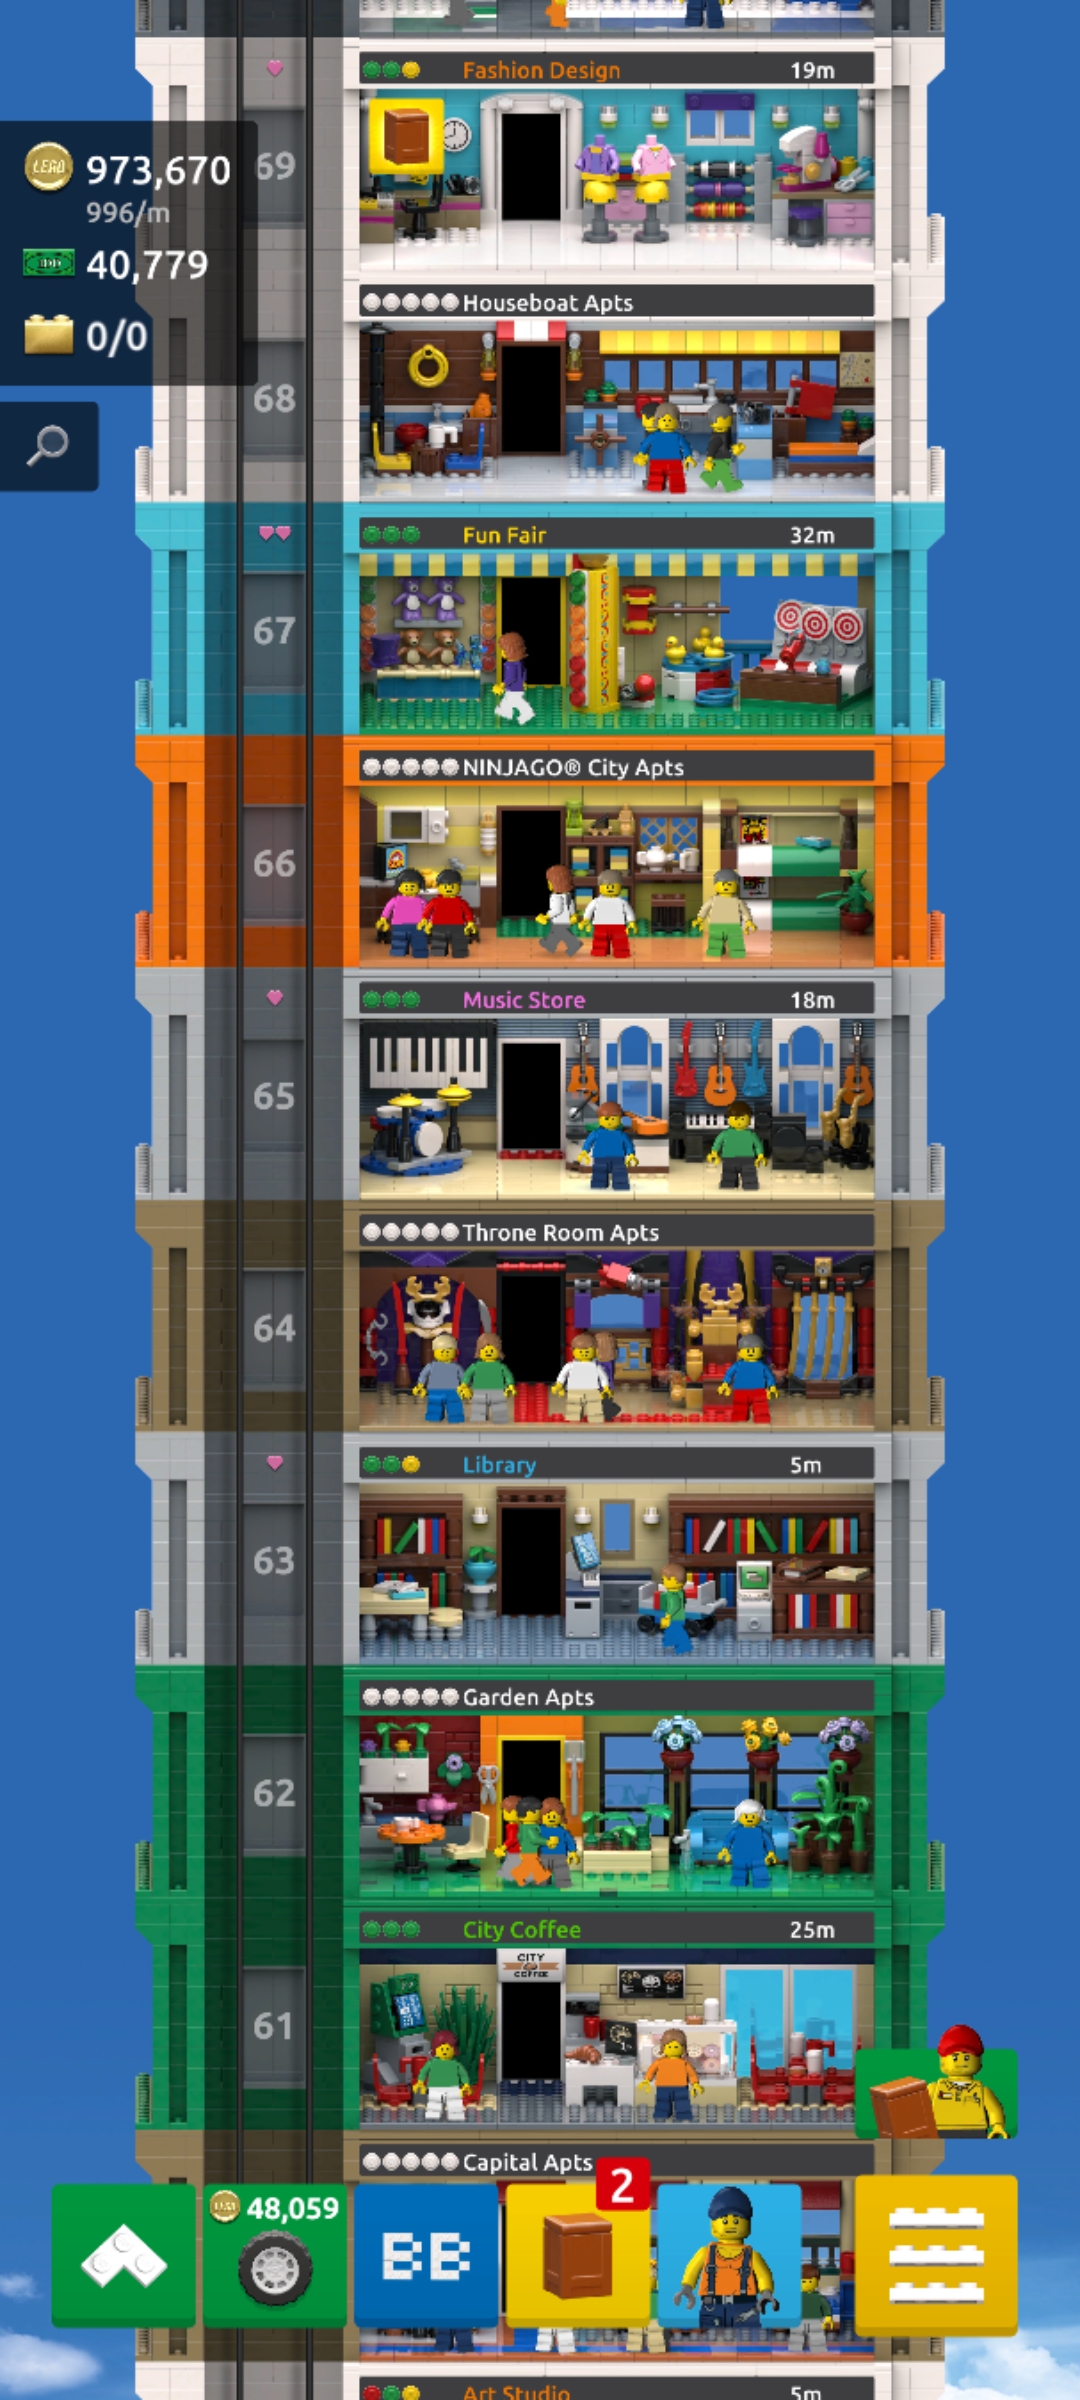 Fashion Design 19m
69
LEGO 973,670
996/m
40,779
0/0
Houseboat Apts
68
Fun Fair 32m
67
NINJAGO® City Apts
66
Music Store 18m
65
Throne Room Apts
64
Library 5m
63
Garden Apts
62
City Coffee 25m
CITY
COFFEE
61
Capital Apts
2
48,059
BB
Art Studio 5m